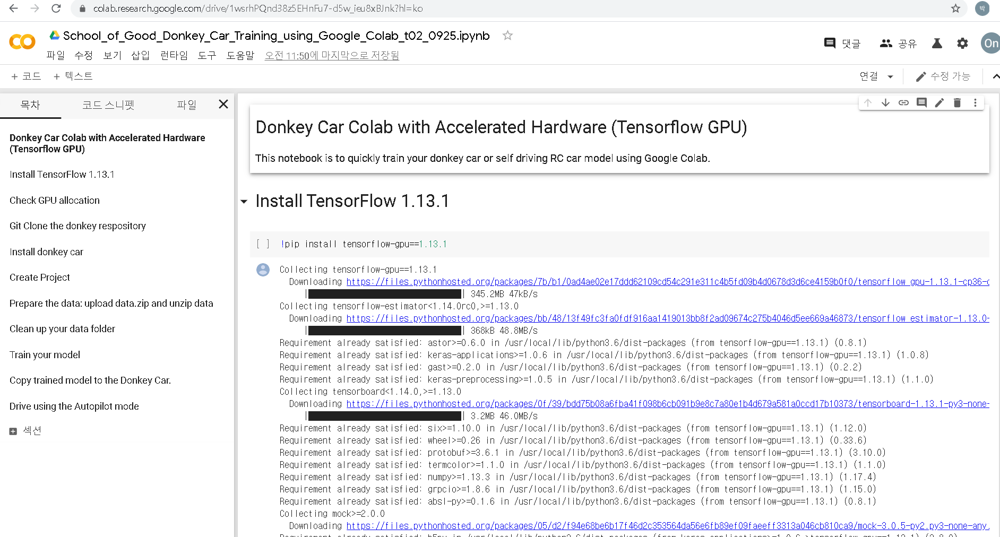 colab.research.google.com/drive/1wsrhPQnd38z5EHnFu7-d5w_ieu8xBJnk?hl=ko
박
CO
School_of_Good_Donkey_Car_Training_using_Google_Colab_t02_0925.ipynb
댓글 공유 On
파일 수정 보기 삽입 런타임 도구 도움말 오전 11:50에 마지막으로 저장됨
+ 코드 + 텍스트 연결 수정 가능
목차 코드 스니펫 파일
Donkey Car Colab with Accelerated Hardware
(Tensorflow GPU)
Install TensorFlow 1.13.1
Check GPU allocation
Git Clone the donkey respository
Install donkey car
Create Project
Prepare the data: upload data.zip and unzip data
Clean up your data folder
Train your model
Copy trained model to the Donkey Car.
Drive using the Autopilot mode
섹션
Donkey Car Colab with Accelerated Hardware (Tensorflow GPU)
This notebook is to quickly train your donkey car or self driving RC car model using Google Colab.
Install TensorFlow 1.13.1
[ ] !pip install tensorflow-gpu==1.13.1
Collecting tensorflow-gpu==1.13.1
Downloading https://files.pythonhosted.org/packages/7b/b1/0ad4ae02e17ddd62109cd54c291e311c4b5fd09b4d0678d3d6ce4159b0f0/tensorflow_gpu-1.13.1-cp36-c
| | 345.2MB 47kB/s
Collecting tensorflow-estimator<1.14.0rc0,>=1.13.0
Downloading https://files.pythonhosted.org/packages/bb/48/13f49fc3fa0fdf916aa1419013bb8f2ad09674c275b4046d5ee669a46873/tensorflow_estimator-1.13.0-
| | 368kB 48.8MB/s
Requirement already satisfied: astor>=0.6.0 in /usr/local/lib/python3.6/dist-packages (from tensorflow-gpu==1.13.1) (0.8.1)
Requirement already satisfied: keras-applications>=1.0.6 in /usr/local/lib/python3.6/dist-packages (from tensorflow-gpu==1.13.1) (1.0.8)
Requirement already satisfied: gast>=0.2.0 in /usr/local/lib/python3.6/dist-packages (from tensorflow-gpu==1.13.1) (0.2.2)
Requirement already satisfied: keras-preprocessing>=1.0.5 in /usr/local/lib/python3.6/dist-packages (from tensorflow-gpu==1.13.1) (1.1.0)
Collecting tensorboard<1.14.0,>=1.13.0
Downloading https://files.pythonhosted.org/packages/0f/39/bdd75b08a6fba41f098b6cb091b9e8c7a80e1b4d679a581a0ccd17b10373/tensorboard-1.13.1-py3-none-
| | 3.2MB 46.0MB/s
Requirement already satisfied: six>=1.10.0 in /usr/local/lib/python3.6/dist-packages (from tensorflow-gpu==1.13.1) (1.12.0)
Requirement already satisfied: wheel>=0.26 in /usr/local/lib/python3.6/dist-packages (from tensorflow-gpu==1.13.1) (0.33.6)
Requirement already satisfied: protobuf>=3.6.1 in /usr/local/lib/python3.6/dist-packages (from tensorflow-gpu==1.13.1) (3.10.0)
Requirement already satisfied: termcolor>=1.1.0 in /usr/local/lib/python3.6/dist-packages (from tensorflow-gpu==1.13.1) (1.1.0)
Requirement already satisfied: numpy>=1.13.3 in /usr/local/lib/python3.6/dist-packages (from tensorflow-gpu==1.13.1) (1.17.4)
Requirement already satisfied: grpcio>=1.8.6 in /usr/local/lib/python3.6/dist-packages (from tensorflow-gpu==1.13.1) (1.15.0)
Requirement already satisfied: absl-py>=0.1.6 in /usr/local/lib/python3.6/dist-packages (from tensorflow-gpu==1.13.1) (0.8.1)
Collecting mock>=2.0.0
Downloading https://files.pythonhosted.org/packages/05/d2/f94e68be6b17f46d2c353564da56e6fb89ef09faeeff3313a046cb810ca9/mock-3.0.5-py2.py3-none-any.